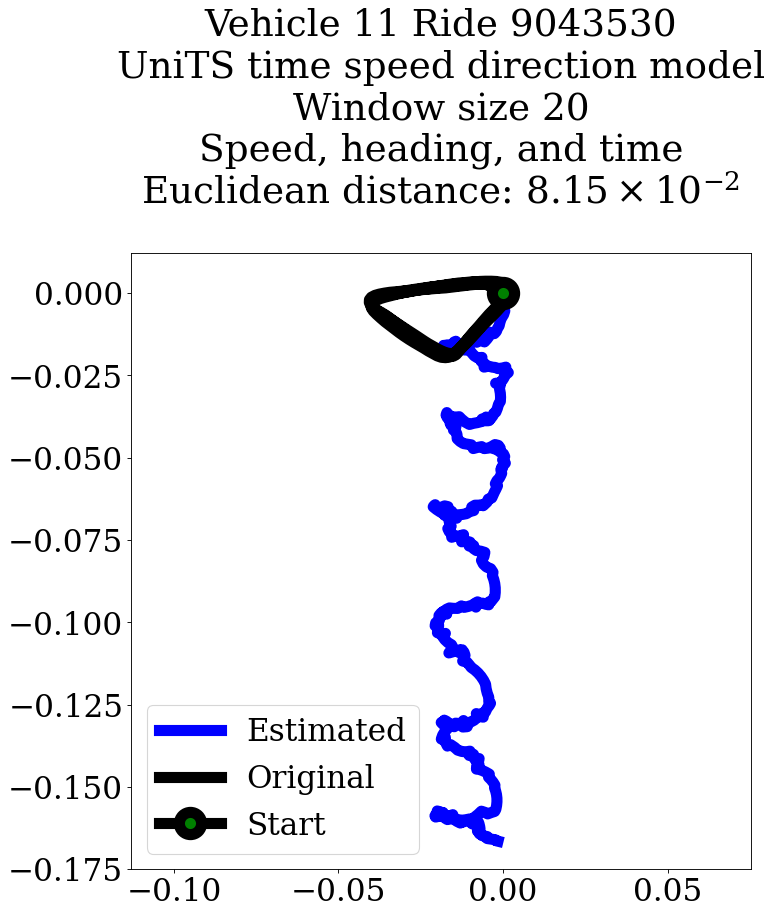 Vehicle 11 Ride 9043530
UniTS time speed direction model
Window size 20
Speed, heading, and time
Euclidean distance: 8.15 × 10⁻²
0.000
−0.025
−0.050
−0.075
−0.100
−0.125
−0.150
−0.175
Estimated
Original
Start
−0.10
−0.05
0.00
0.05